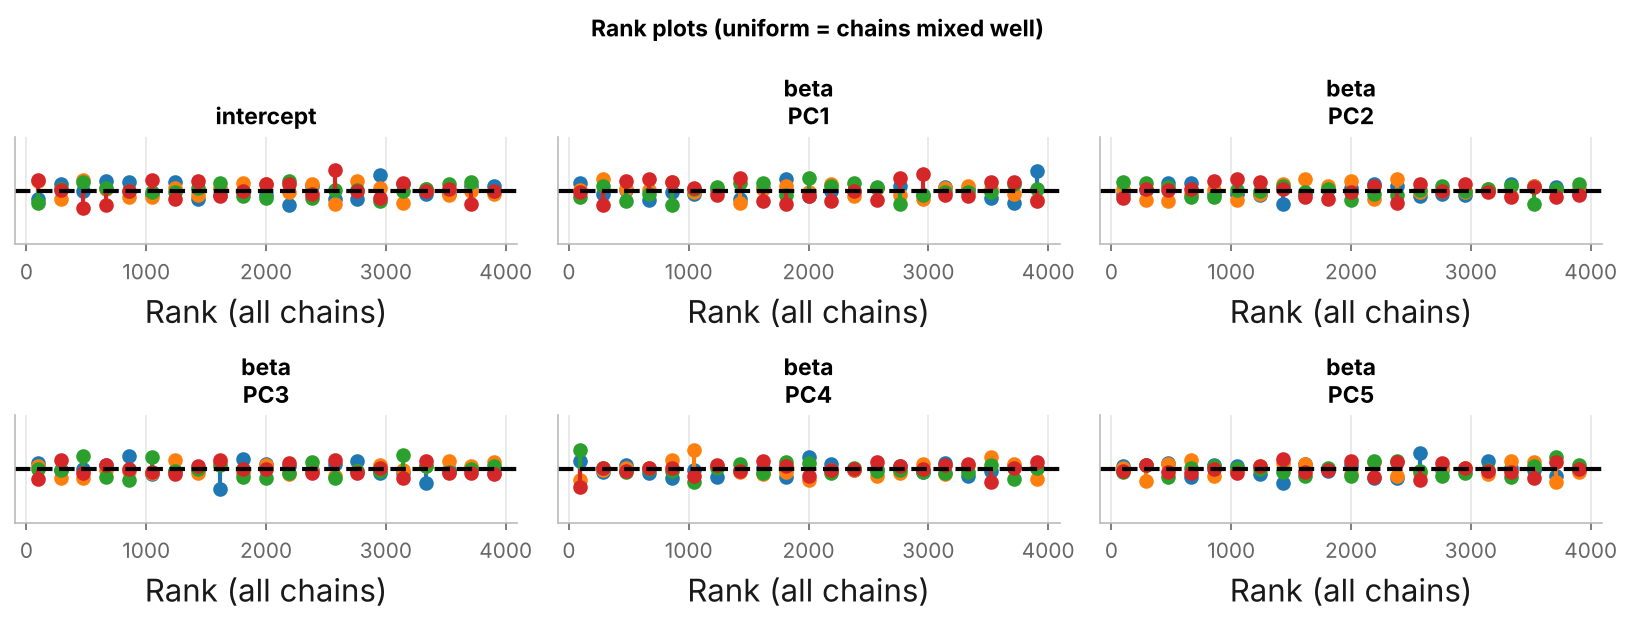 Rank plots (uniform = chains mixed well)
intercept
beta
PC1
beta
PC2
0 1000 2000 3000 4000
0 1000 2000 3000 4000
0 1000 2000 3000 4000
Rank (all chains)
Rank (all chains)
Rank (all chains)
beta
PC3
beta
PC4
beta
PC5
0 1000 2000 3000 4000
0 1000 2000 3000 4000
0 1000 2000 3000 4000
Rank (all chains)
Rank (all chains)
Rank (all chains)